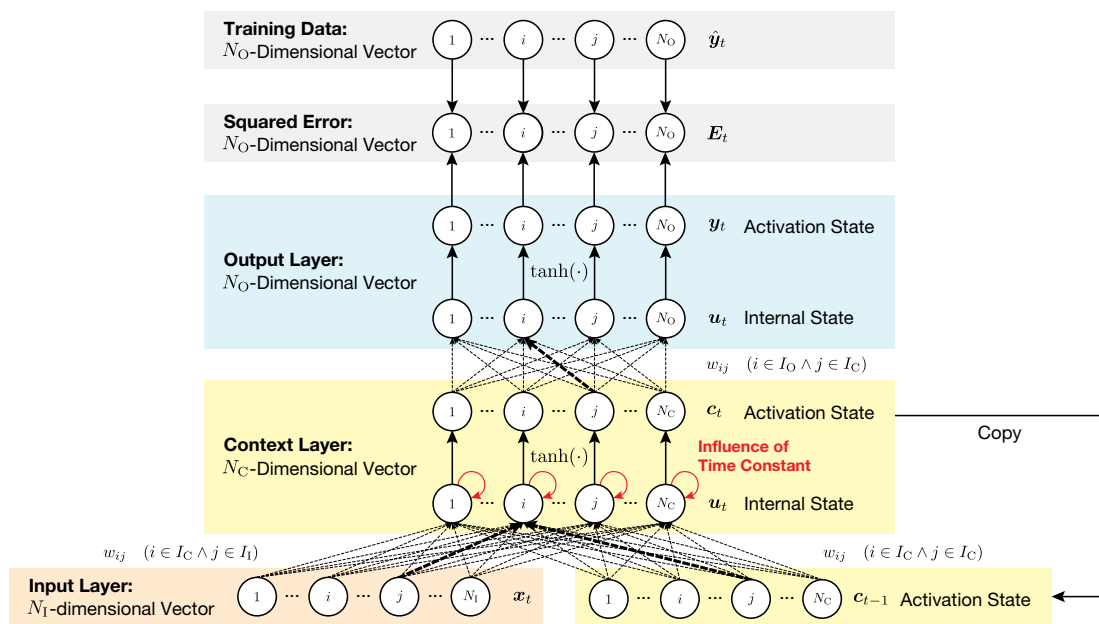 Training Data:
N_O-Dimensional Vector
1 ··· i ··· j ··· N_O ŷ_t
Squared Error:
N_O-Dimensional Vector
1 ··· i ··· j ··· N_O E_t
1 ··· i ··· j ··· N_O y_t Activation State
Output Layer:
N_O-Dimensional Vector
tanh(·)
1 ··· i ··· j ··· N_O u_t Internal State
w_ij (i ∈ I_O ∧ j ∈ I_C)
1 ··· i ··· j ··· N_C c_t Activation State
Copy
Context Layer:
N_C-Dimensional Vector
tanh(·)
Influence of
Time Constant
1 ··· i ··· j ··· N_C u_t Internal State
w_ij (i ∈ I_C ∧ j ∈ I_I)
w_ij (i ∈ I_C ∧ j ∈ I_C)
Input Layer:
N_I-dimensional Vector
1 ··· i ··· j ··· N_I x_t
1 ··· i ··· j ··· N_C c_{t−1} Activation State